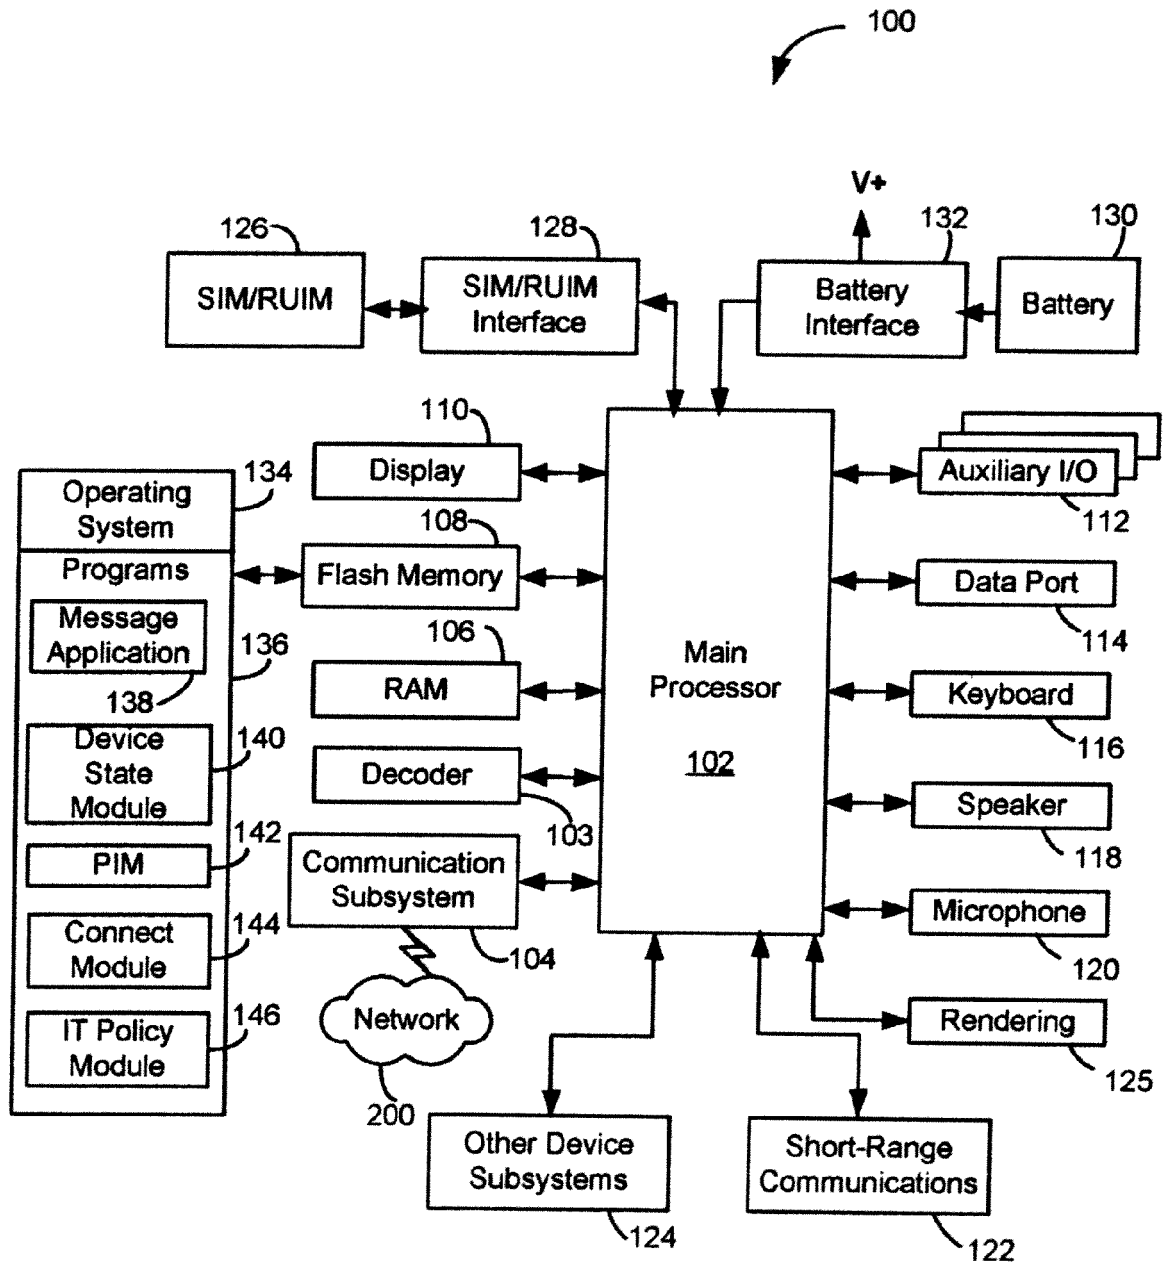 100
V+
126
128
132
130
SIM/RUIM
SIM/RUIM
Interface
Battery
Interface
Battery
110
Display
Auxiliary I/O
112
134
Operating
System
108
Flash Memory
Data Port
114
Programs
Message
Application
138
136
106
RAM
Main
Processor
102
Keyboard
116
Device
State
Module
140
Decoder
103
Speaker
118
PIM
142
Communication
Subsystem
104
Microphone
120
Connect
Module
144
Network
200
Rendering
125
IT Policy
Module
146
Other Device
Subsystems
124
Short-Range
Communications
122